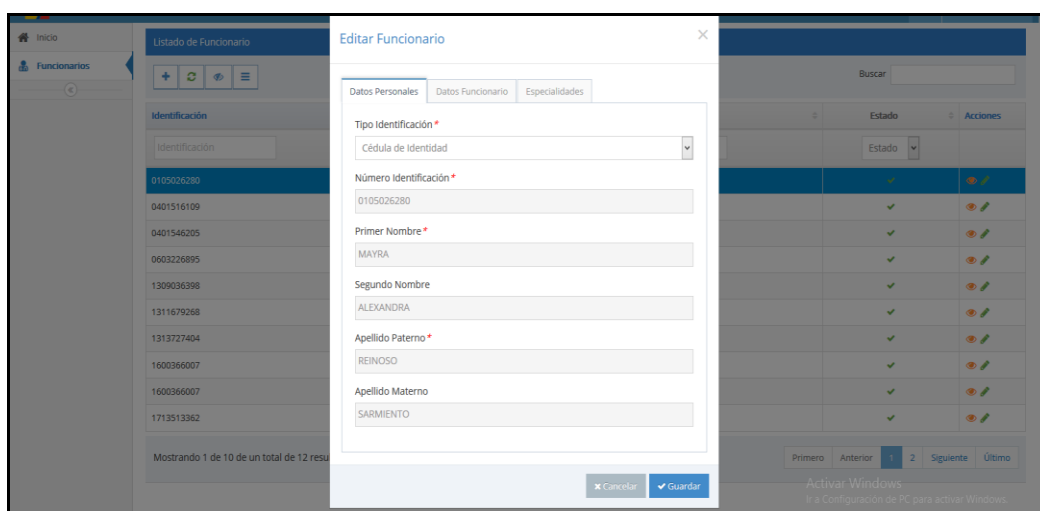 Inicio
Funcionarios
Listado de Funcionario
Buscar
Identificación
Estado
Acciones
Identificación
Estado
0105026280
0401516109
0401546205
0603226895
1309036398
1311679268
1313727404
1600366007
1600366007
1713513362
Mostrando 1 de 10 de un total de 12 resu
Primero Anterior 1 2 Siguiente Último
Editar Funcionario
Datos Personales Datos Funcionario Especialidades
Tipo Identificación *
Cédula de Identidad
Número Identificación *
0105026280
Primer Nombre *
MAYRA
Segundo Nombre
ALEXANDRA
Apellido Paterno *
REINOSO
Apellido Materno
SARMIENTO
Cancelar
Guardar
Activar Windows
Ir a Configuración de PC para activar Windows.